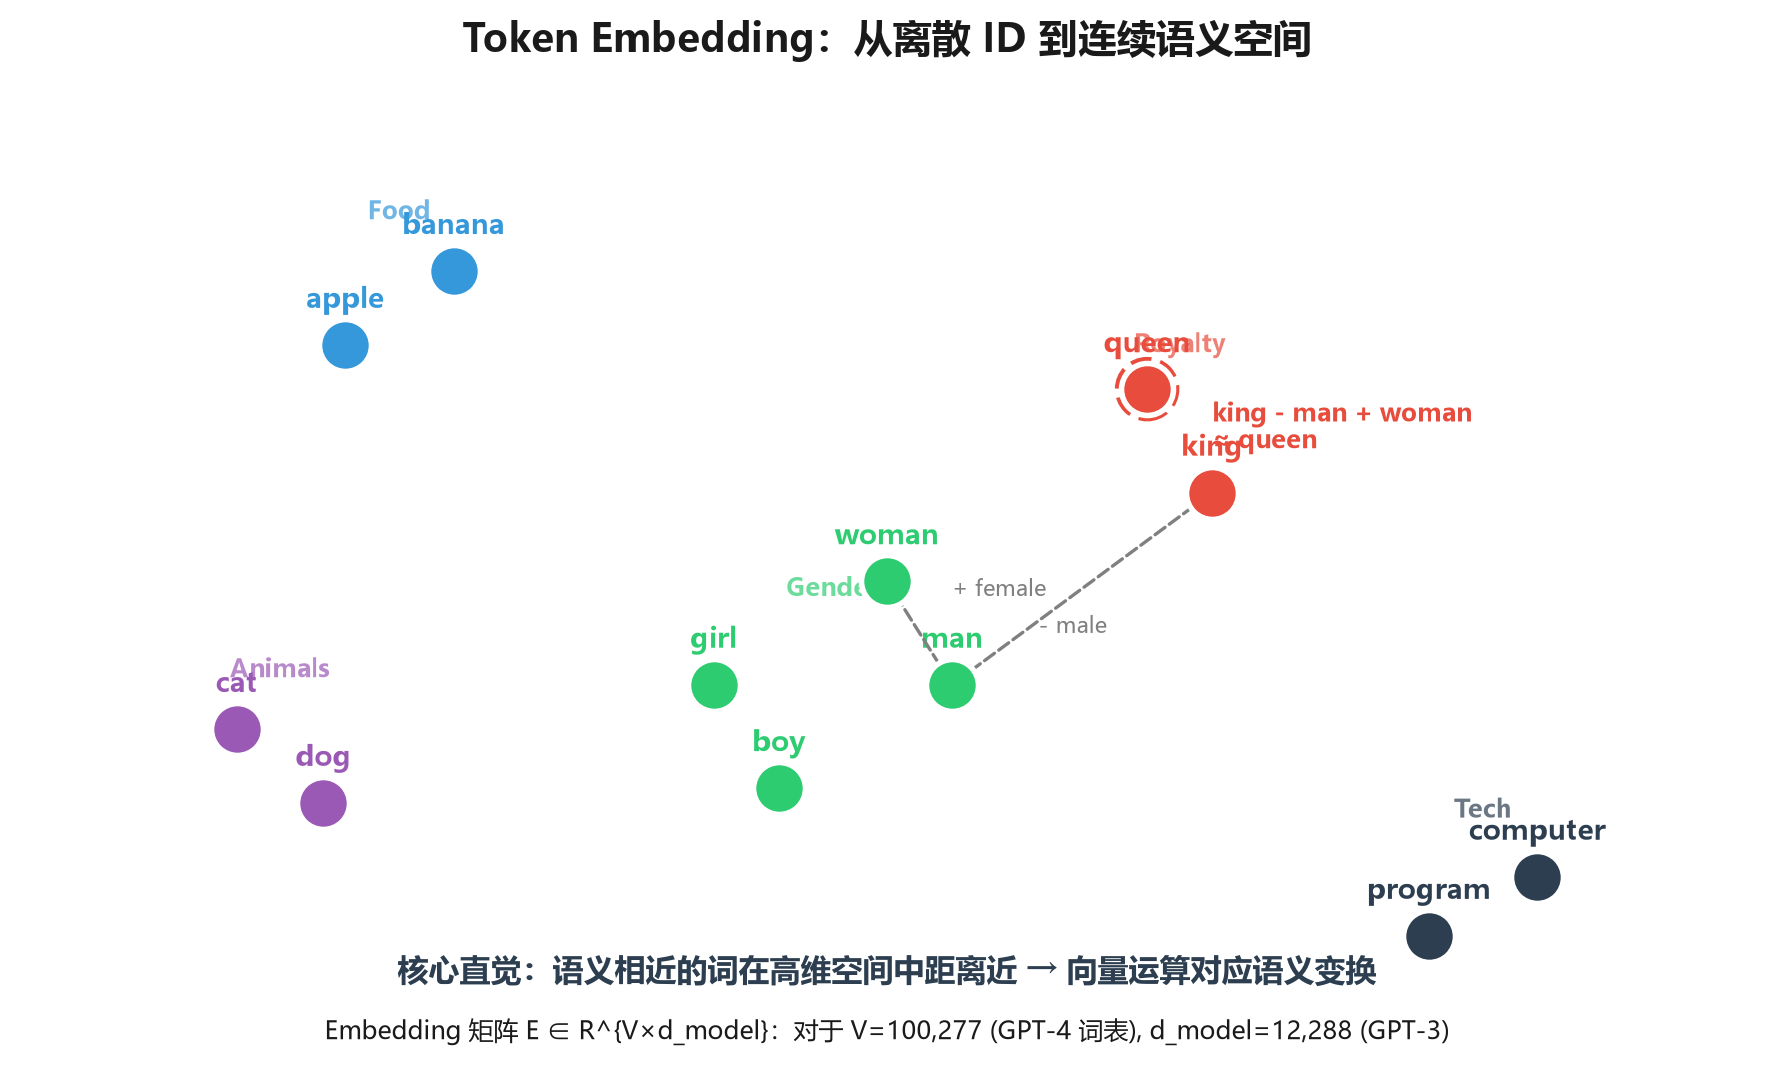 Token Embedding：从离散 ID 到连续语义空间
Food
banana
apple
queen
Royalty
king - man + woman
≈ queen
king
woman
Gende
+ female
- male
girl
man
Animals
cat
dog
boy
Tech
computer
program
核心直觉：语义相近的词在高维空间中距离近 → 向量运算对应语义变换
Embedding 矩阵 E ∈ R^{V×d_model}：对于 V=100,277 (GPT-4 词表), d_model=12,288 (GPT-3)